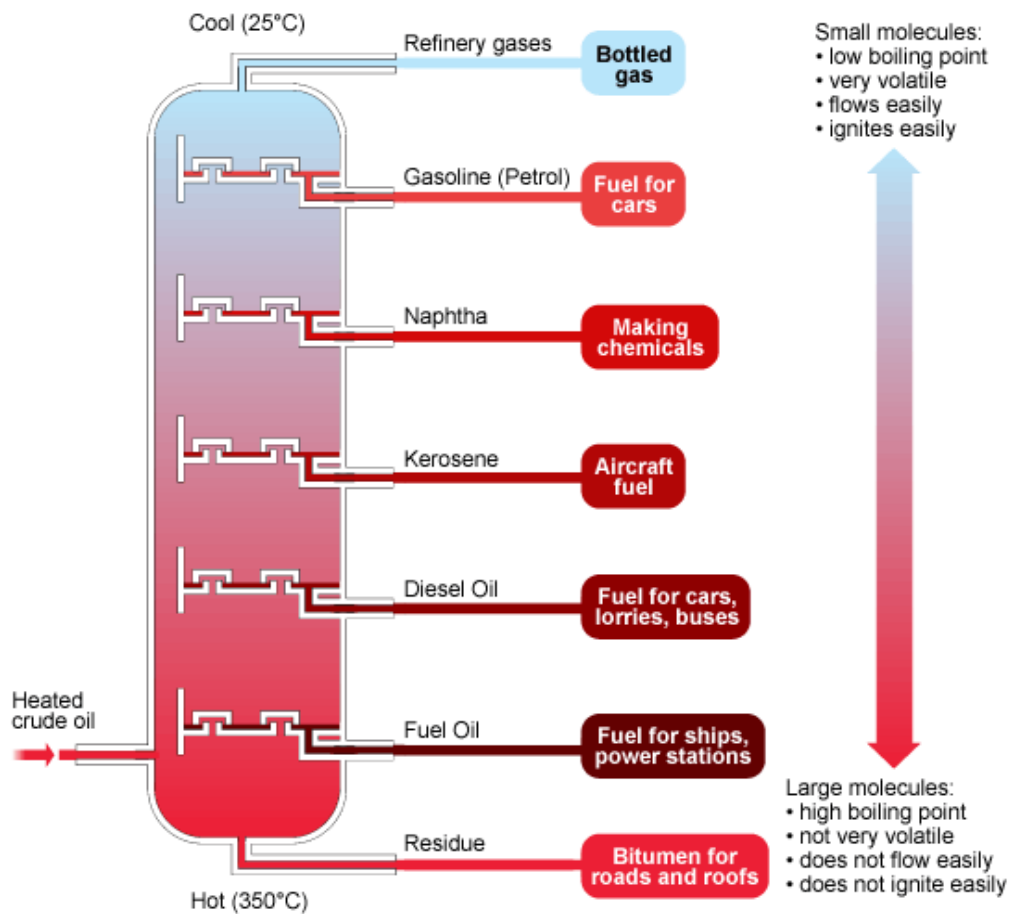 Cool (25°C)
Refinery gases
Bottled
gas
Small molecules:
• low boiling point
• very volatile
• flows easily
• ignites easily
Gasoline (Petrol)
Fuel for
cars
Naphtha
Making
chemicals
Kerosene
Aircraft
fuel
Diesel Oil
Fuel for cars,
lorries, buses
Heated
crude oil
Fuel Oil
Fuel for ships,
power stations
Large molecules:
• high boiling point
• not very volatile
• does not flow easily
• does not ignite easily
Residue
Bitumen for
roads and roofs
Hot (350°C)